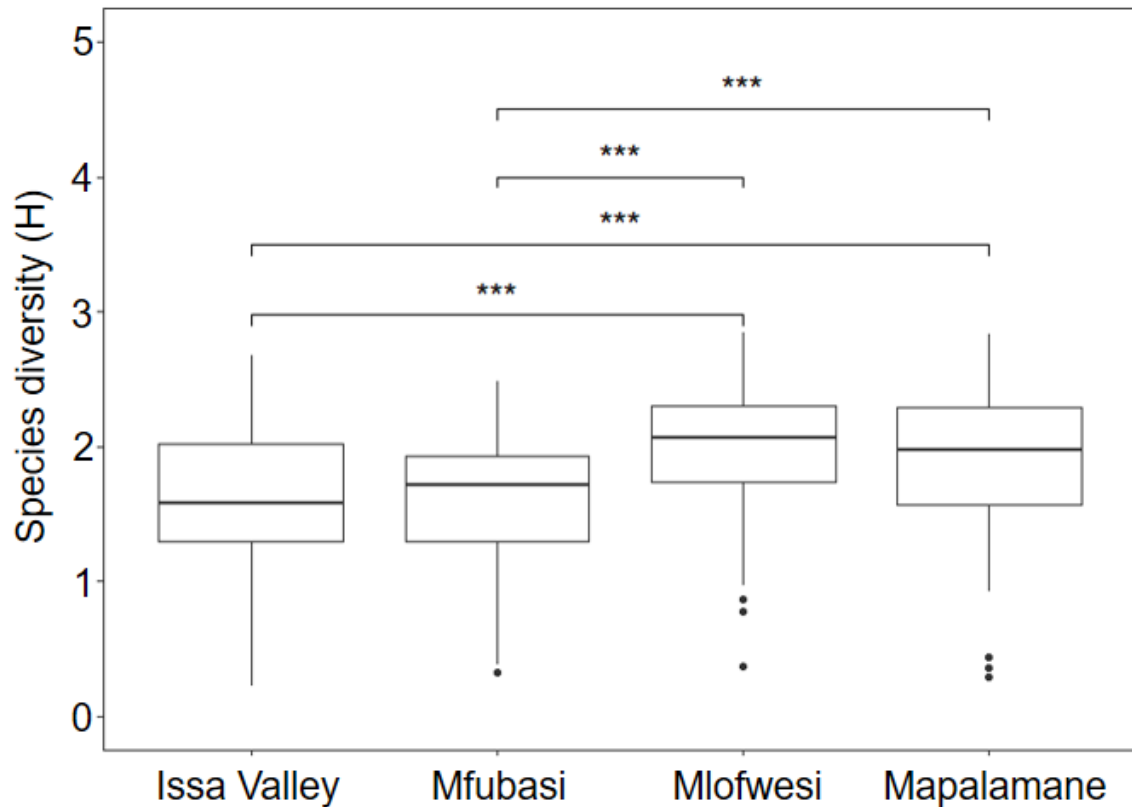 Species diversity (H)
5
4
3
2
1
0
***
***
***
***
Issa Valley
Mfubasi
Mlofwesi
Mapalamane